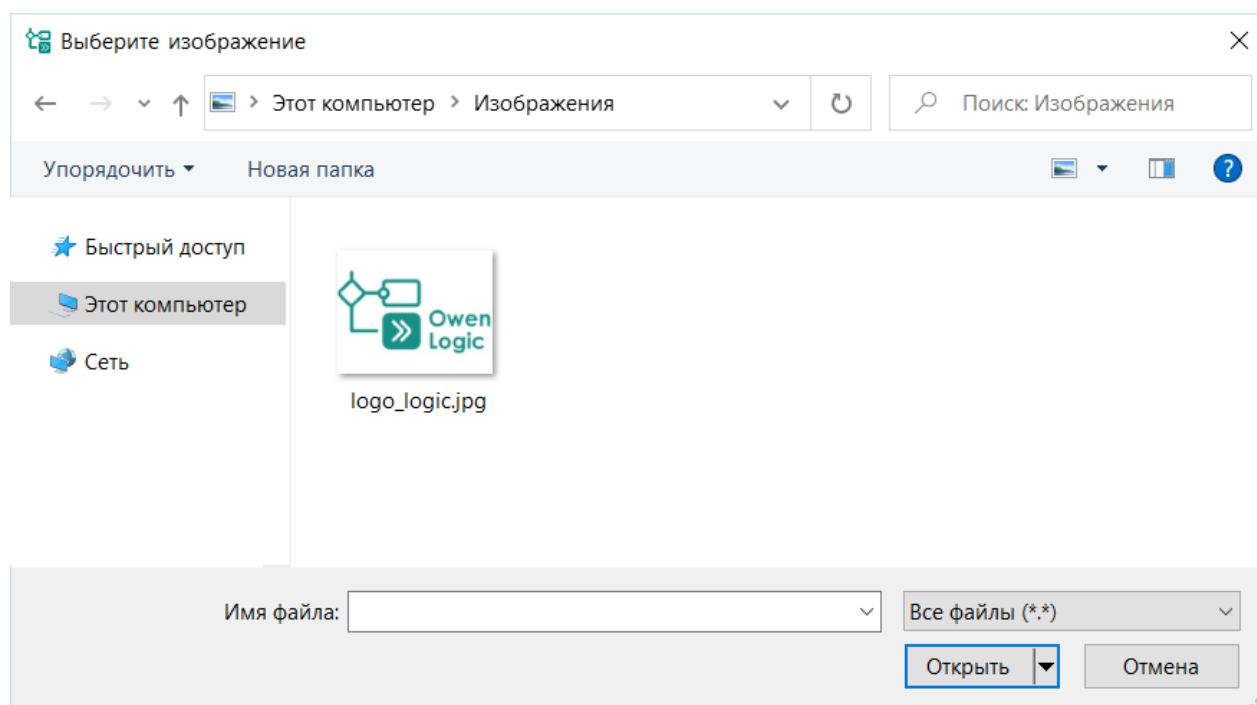 Выберите изображение
Этот компьютер > Изображения
Поиск: Изображения
Упорядочить
Новая папка
?
Быстрый доступ
Этот компьютер
Сеть
Owen
Logic
logo_logic.jpg
Имя файла:
Все файлы (*.*)
Открыть
Отмена